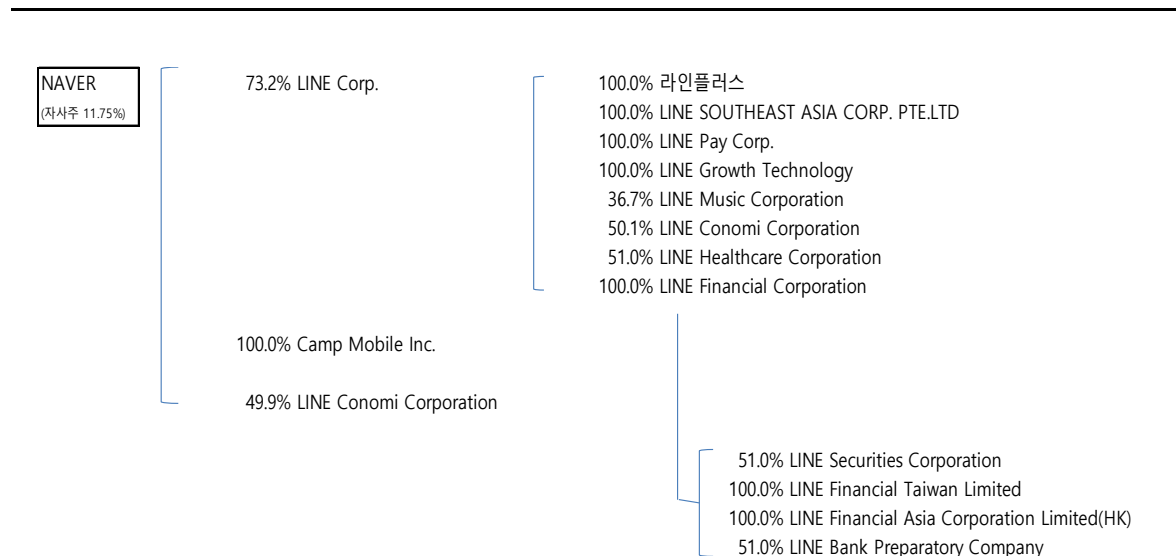 NAVER
(자사주 11.75%)
73.2% LINE Corp.
100.0% Camp Mobile Inc.
49.9% LINE Conomi Corporation
100.0% 라인플러스
100.0% LINE SOUTHEAST ASIA CORP. PTE.LTD
100.0% LINE Pay Corp.
100.0% LINE Growth Technology
36.7% LINE Music Corporation
50.1% LINE Conomi Corporation
51.0% LINE Healthcare Corporation
100.0% LINE Financial Corporation
51.0% LINE Securities Corporation
100.0% LINE Financial Taiwan Limited
100.0% LINE Financial Asia Corporation Limited(HK)
51.0% LINE Bank Preparatory Company